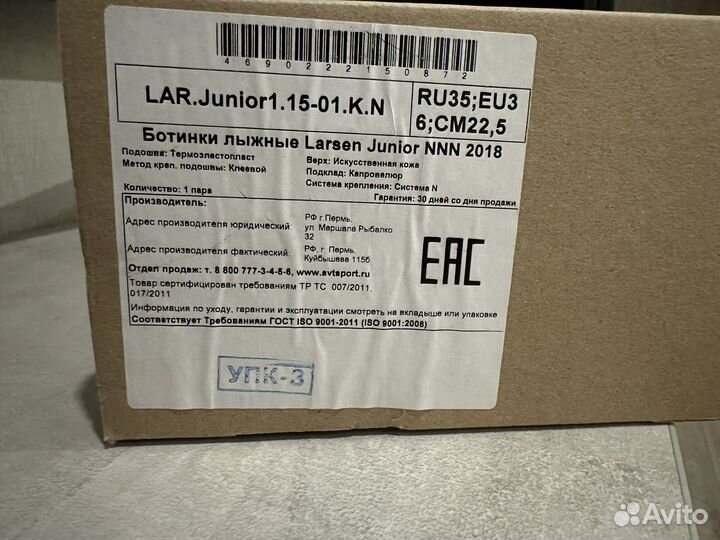 4690222150872
LAR.Junior1.15-01.K.N
RU35;EU3
6;CM22,5
Ботинки лыжные Larsen Junior NNN 2018
Подошва: Термоэластопласт
Метод креп. подошвы: Клеевой
Верх: Искусственная кожа
Подклад: Капровелюр
Система крепления: Система N
Количество: 1 пара
Гарантия: 30 дней со дня продажи
Производитель:
Адрес производителя юридический
РФ г.Пермь,
ул. Маршала Рыбалко
32
Адрес производителя фактический:
РФ, г. Пермь,
Куйбышева 115б
Отдел продаж: т. 8 800 777-3-4-5-6, www.avtsport.ru
Товар сертифицирован требованиям ТР ТС 007/2011,
017/2011
Информация по уходу, гарантии и эксплуатации смотреть на вкладыше или упаковке
Соответствует Требованиям ГОСТ ISO 9001-2011 (ISO 9001:2008)
ЕАС
УПК-3
Avito